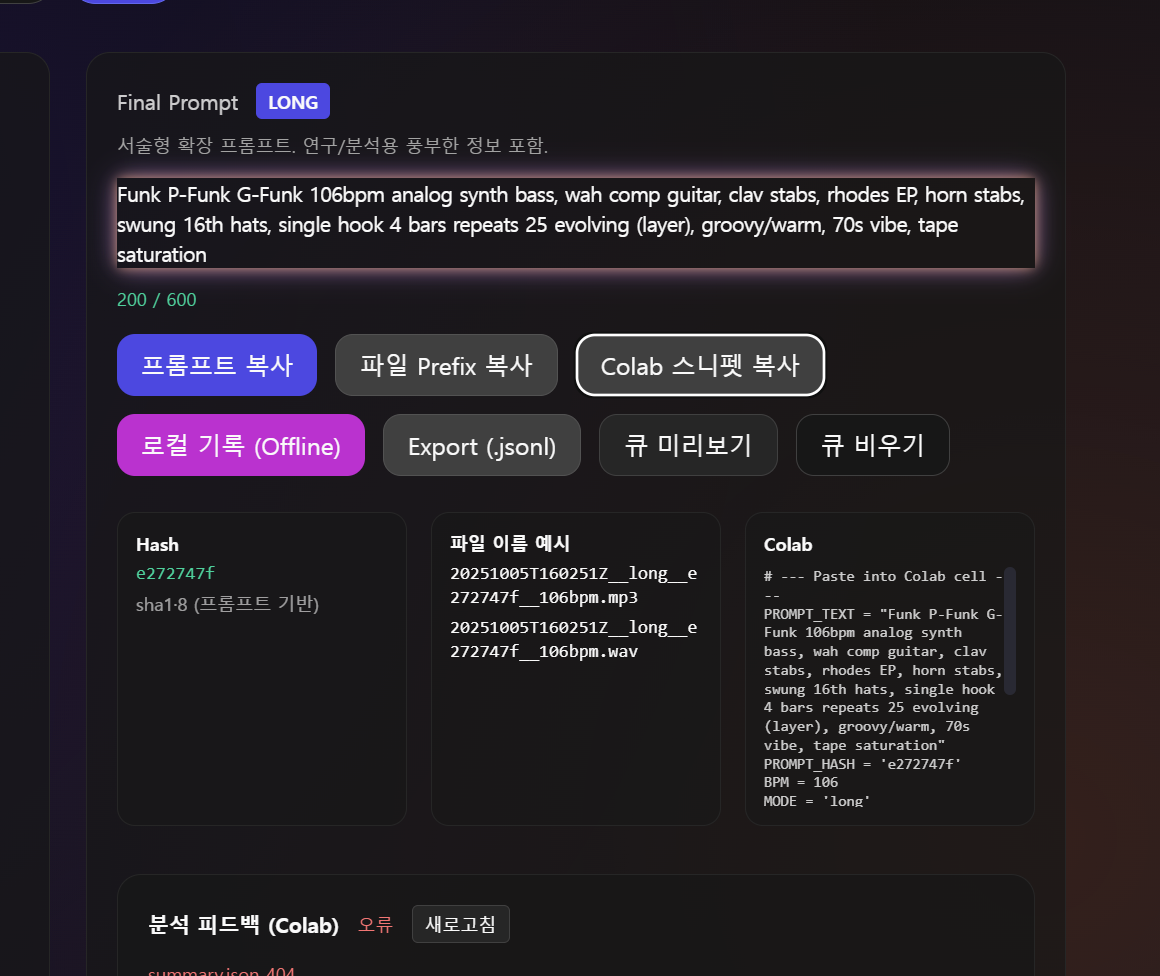 Final Prompt LONG
서술형 확장 프롬프트. 연구/분석용 풍부한 정보 포함.
Funk P-Funk G-Funk 106bpm analog synth bass, wah comp guitar, clav stabs, rhodes EP, horn stabs,
swung 16th hats, single hook 4 bars repeats 25 evolving (layer), groovy/warm, 70s vibe, tape
saturation
200 / 600
프롬프트 복사 파일 Prefix 복사 Colab 스니펫 복사
로컬 기록 (Offline) Export (.jsonl) 큐 미리보기 큐 비우기
Hash
e272747f
sha1·8 (프롬프트 기반)
파일 이름 예시
20251005T160251Z__long__e
272747f__106bpm.mp3
20251005T160251Z__long__e
272747f__106bpm.wav
Colab
# --- Paste into Colab cell -
--
PROMPT_TEXT = "Funk P-Funk G-
Funk 106bpm analog synth
bass, wah comp guitar, clav
stabs, rhodes EP, horn stabs,
swung 16th hats, single hook
4 bars repeats 25 evolving
(layer), groovy/warm, 70s
vibe, tape saturation"
PROMPT_HASH = 'e272747f'
BPM = 106
MODE = 'long'
분석 피드백 (Colab) 오류 새로고침
summary.json 404